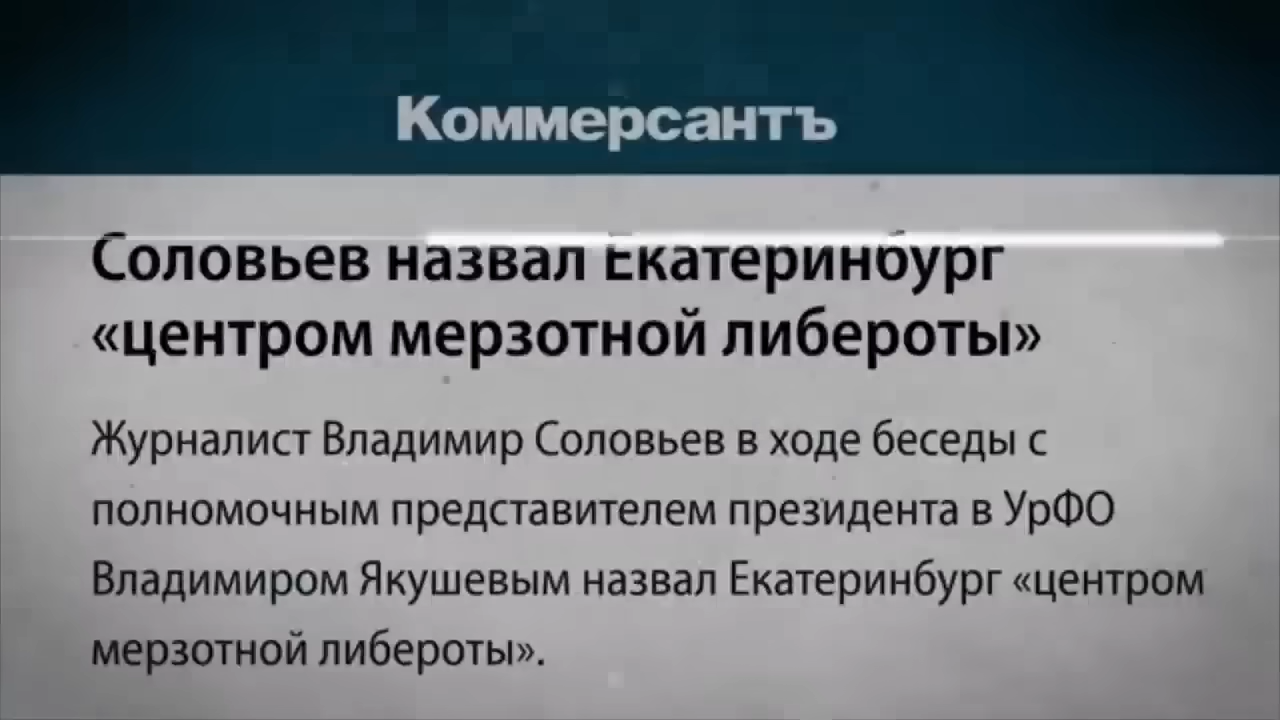 Коммерсантъ
Соловьев назвал Екатеринбург
«центром мерзотной либероты»
Журналист Владимир Соловьев в ходе беседы с
полномочным представителем президента в УрФО
Владимиром Якушевым назвал Екатеринбург «центром
мерзотной либероты».